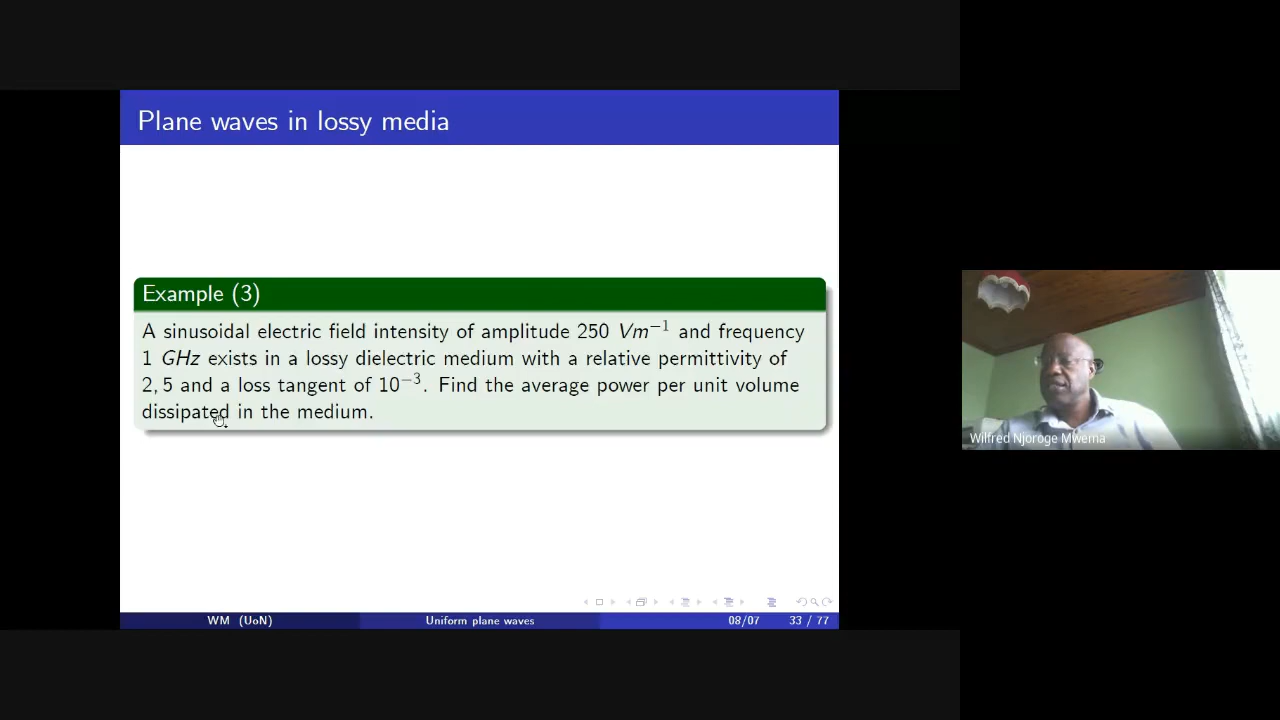 Plane waves in lossy media
Example (3)
A sinusoidal electric field intensity of amplitude 250 Vm⁻¹ and frequency
1 GHz exists in a lossy dielectric medium with a relative permittivity of
2, 5 and a loss tangent of 10⁻³. Find the average power per unit volume
dissipated in the medium.
Wilfred Njoroge Mwema
WM (UoN) Uniform plane waves 08/07 33 / 77